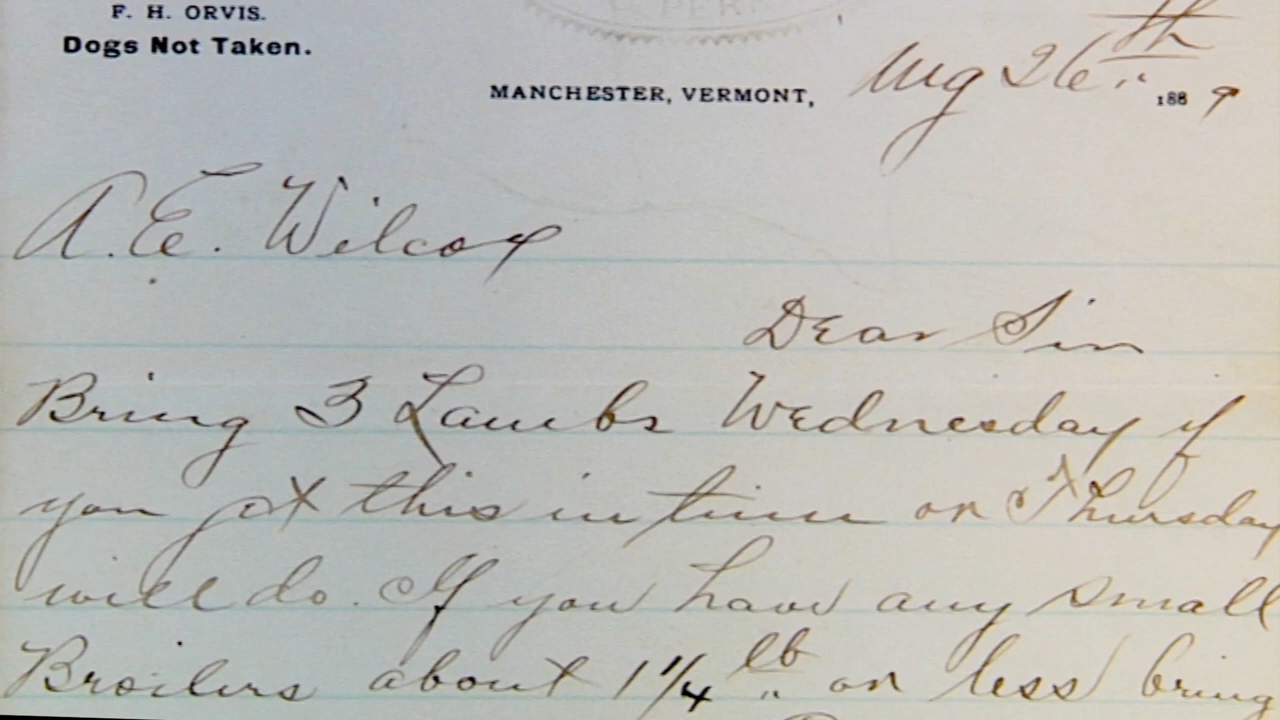 F. H. ORVIS.
Dogs Not Taken.
MANCHESTER, VERMONT, Aug 26th 1889
A. E. Wilcox
Dear Sir
Bring 3 Lambs Wednesday if
you get this in time or Thursday
will do. If you have any small
Broilers about 1 1/4 lb or less bring